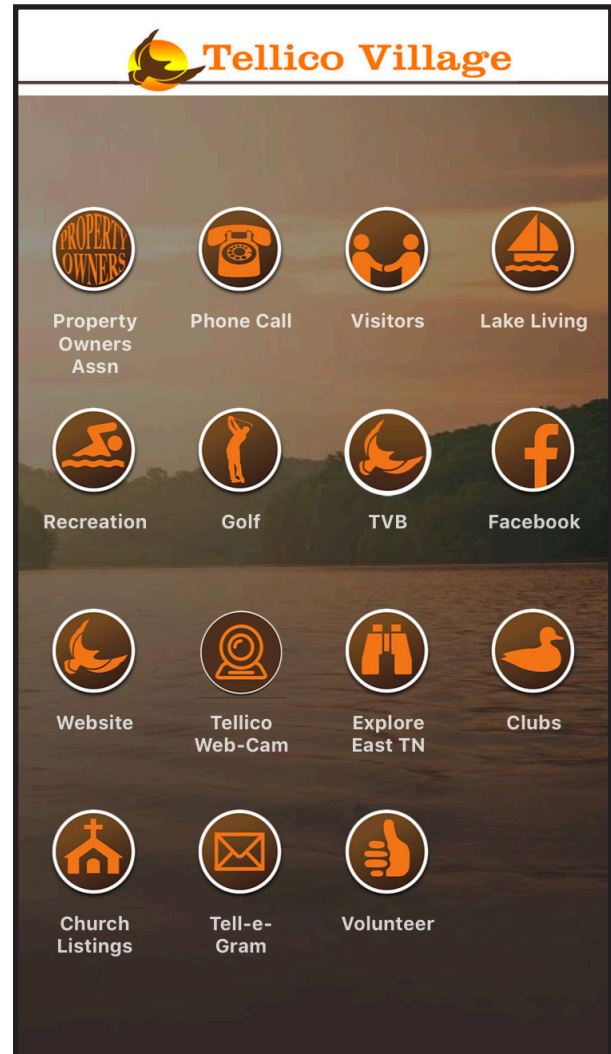 Tellico Village
PROPERTY
OWNERS
Property
Owners
Assn
Phone Call
Visitors
Lake Living
Recreation
Golf
TVB
Facebook
Website
Tellico
Web-Cam
Explore
East TN
Clubs
Church
Listings
Tell-e-
Gram
Volunteer